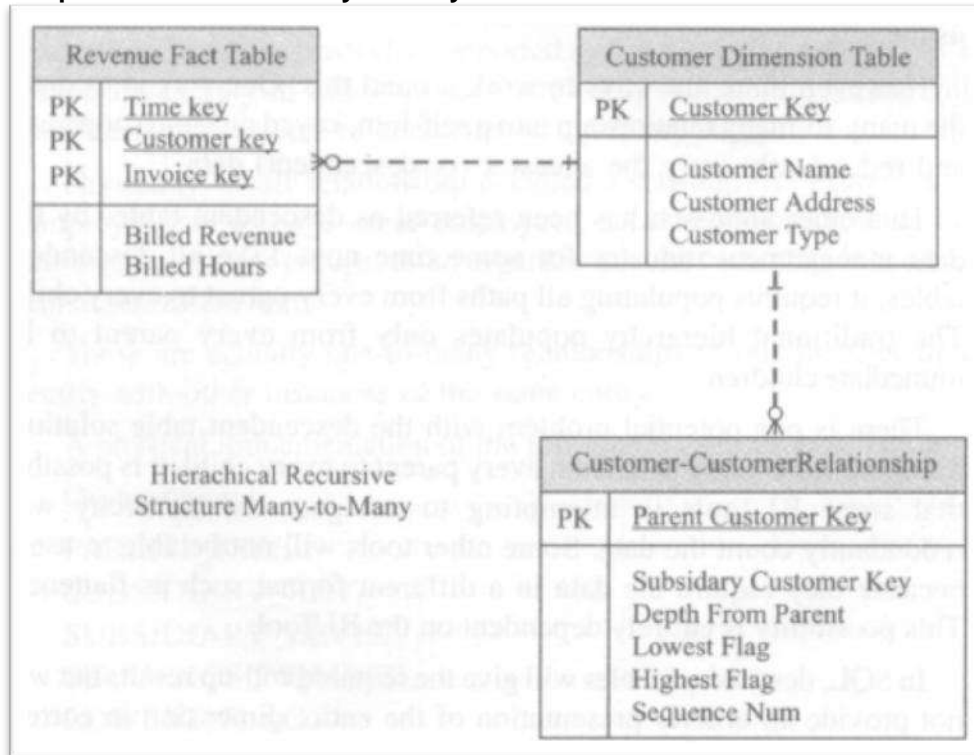 Revenue Fact Table
PK Time key
PK Customer key
PK Invoice key
Billed Revenue
Billed Hours
Customer Dimension Table
PK Customer Key
Customer Name
Customer Address
Customer Type
Hierachical Recursive
Structure Many-to-Many
Customer-CustomerRelationship
PK Parent Customer Key
Subsidary Customer Key
Depth From Parent
Lowest Flag
Highest Flag
Sequence Num